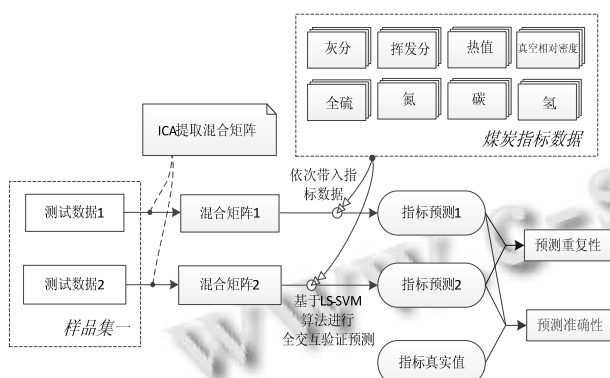 灰分
挥发分
热值
真空相对密度
全硫
氮
碳
氢
煤炭指标数据
ICA提取混合矩阵
依次带入指
标数据
测试数据1
混合矩阵1
指标预测1
预测重复性
测试数据2
混合矩阵2
指标预测2
基于LS-SVM
算法进行
全交互验证预测
样品集一
预测准确性
指标真实值